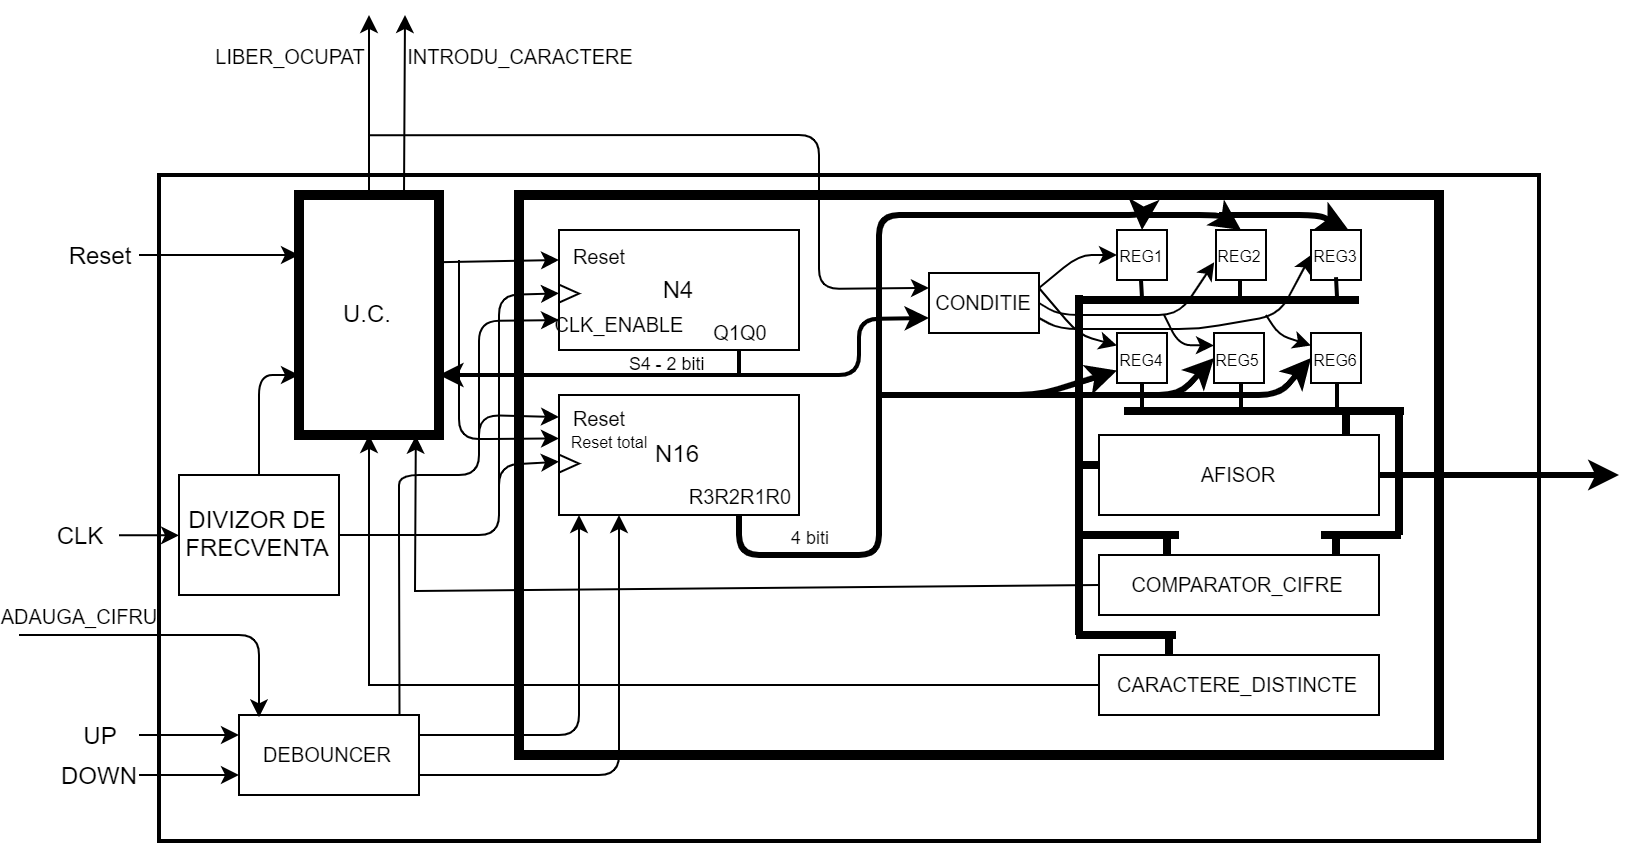 LIBER_OCUPAT
INTRODU_CARACTERE
Reset
U.C.
Reset
N4
CLK_ENABLE
Q1Q0
S4 - 2 biti
CONDITIE
REG1
REG2
REG3
REG4
REG5
REG6
Reset
Reset total
N16
R3R2R1R0
4 biti
AFISOR
CLK
DIVIZOR DE
FRECVENTA
COMPARATOR_CIFRE
ADAUGA_CIFRU
CARACTERE_DISTINCTE
UP
DOWN
DEBOUNCER